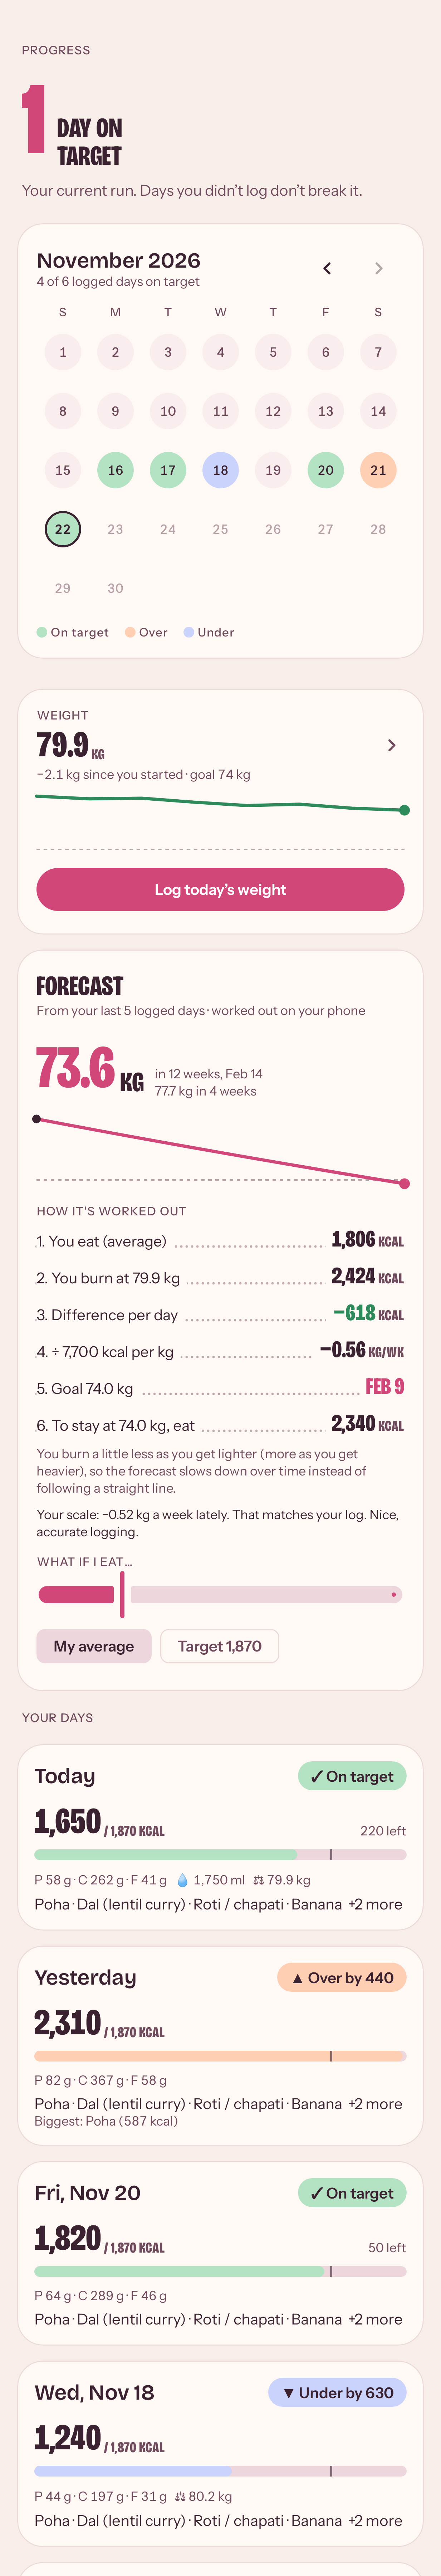 PROGRESS
1 DAY ON
TARGET
Your current run. Days you didn’t log don’t break it.
November 2026
4 of 6 logged days on target
S M T W T F S
1 2 3 4 5 6 7
8 9 10 11 12 13 14
15 16 17 18 19 20 21
22 23 24 25 26 27 28
29 30
On target Over Under
WEIGHT
79.9 KG
−2.1 kg since you started · goal 74 kg
Log today’s weight
FORECAST
From your last 5 logged days · worked out on your phone
73.6 KG in 12 weeks, Feb 14
77.7 kg in 4 weeks
HOW IT’S WORKED OUT
1. You eat (average) 1,806 KCAL
2. You burn at 79.9 kg 2,424 KCAL
3. Difference per day −618 KCAL
4. ÷ 7,700 kcal per kg −0.56 KG/WK
5. Goal 74.0 kg FEB 9
6. To stay at 74.0 kg, eat 2,340 KCAL
You burn a little less as you get lighter (more as you get
heavier), so the forecast slows down over time instead of
following a straight line.
Your scale: −0.52 kg a week lately. That matches your log. Nice,
accurate logging.
WHAT IF I EAT…
My average Target 1,870
YOUR DAYS
Today ✓ On target
1,650 / 1,870 KCAL 220 left
P 58 g · C 262 g · F 41 g 💧 1,750 ml ⚖ 79.9 kg
Poha · Dal (lentil curry) · Roti / chapati · Banana +2 more
Yesterday ▲ Over by 440
2,310 / 1,870 KCAL
P 82 g · C 367 g · F 58 g
Poha · Dal (lentil curry) · Roti / chapati · Banana +2 more
Biggest: Poha (587 kcal)
Fri, Nov 20 ✓ On target
1,820 / 1,870 KCAL 50 left
P 64 g · C 289 g · F 46 g
Poha · Dal (lentil curry) · Roti / chapati · Banana +2 more
Wed, Nov 18 ▼ Under by 630
1,240 / 1,870 KCAL
P 44 g · C 197 g · F 31 g ⚖ 80.2 kg
Poha · Dal (lentil curry) · Roti / chapati · Banana +2 more